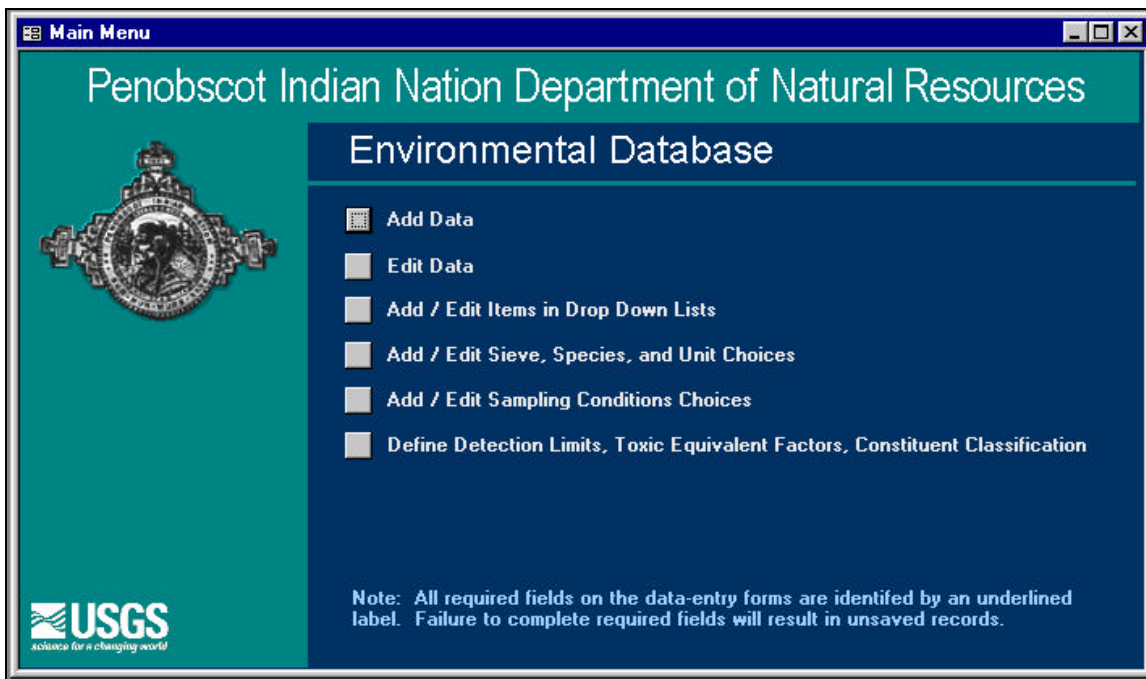 Main Menu
Penobscot Indian Nation Department of Natural Resources
Environmental Database
Add Data
Edit Data
Add / Edit Items in Drop Down Lists
Add / Edit Sieve, Species, and Unit Choices
Add / Edit Sampling Conditions Choices
Define Detection Limits, Toxic Equivalent Factors, Constituent Classification
Note: All required fields on the data-entry forms are identifed by an underlined
label. Failure to complete required fields will result in unsaved records.
USGS
science for a changing world